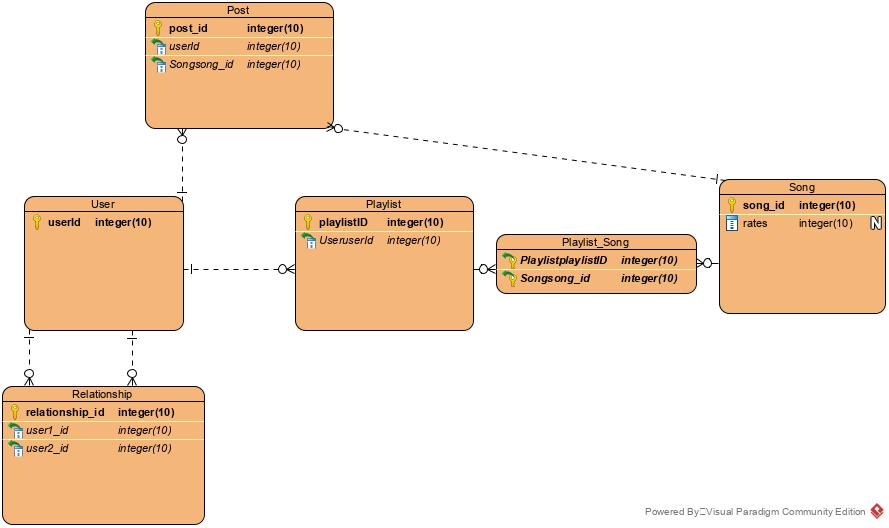 Post
post_id integer(10)
userId integer(10)
Songsong_id integer(10)
User
userId integer(10)
Playlist
playlistID integer(10)
UseruserId integer(10)
Playlist_Song
PlaylistplaylistID integer(10)
Songsong_id integer(10)
Song
song_id integer(10)
rates integer(10) N
Relationship
relationship_id integer(10)
user1_id integer(10)
user2_id integer(10)
Powered By Visual Paradigm Community Edition